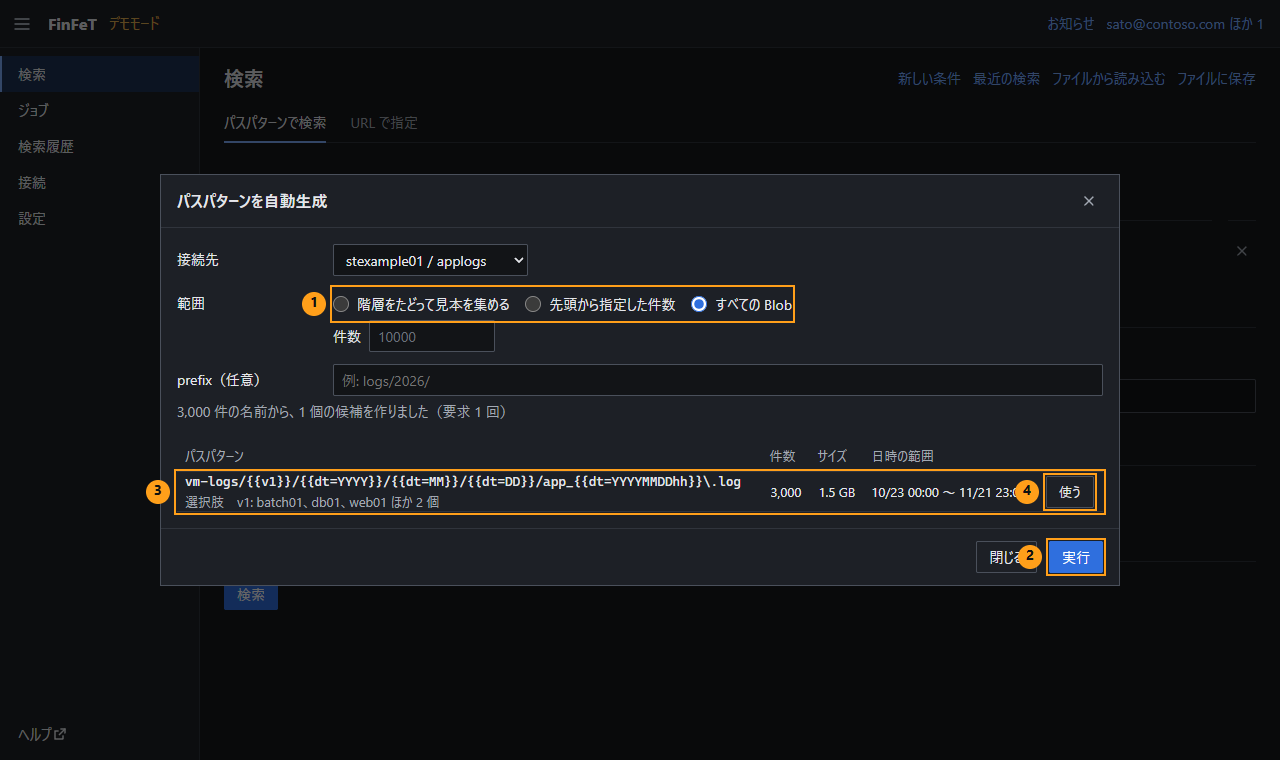 FinFeT デモモード
お知らせ sato@contoso.com ほか 1
検索
ジョブ
検索履歴
接続
設定
ヘルプ
検索
新しい条件 最近の検索 ファイルから読み込む ファイルに保存
パスパターンで検索 URL で指定
パスパターンを自動生成
接続先 stexample01 / applogs
範囲 1 階層をたどって見本を集める 先頭から指定した件数 すべての Blob
件数 10000
prefix（任意） 例: logs/2026/
3,000 件の名前から、1 個の候補を作りました（要求 1 回）
パスパターン 件数 サイズ 日時の範囲
3 vm-logs/{{v1}}/{{dt=YYYY}}/{{dt=MM}}/{{dt=DD}}/app_{{dt=YYYYMMDDhh}}\.log
3,000 1.5 GB 10/23 00:00 ～ 11/21 23:0 4 使う
選択肢 v1: batch01、db01、web01 ほか 2 個
閉じる 2 実行
検索